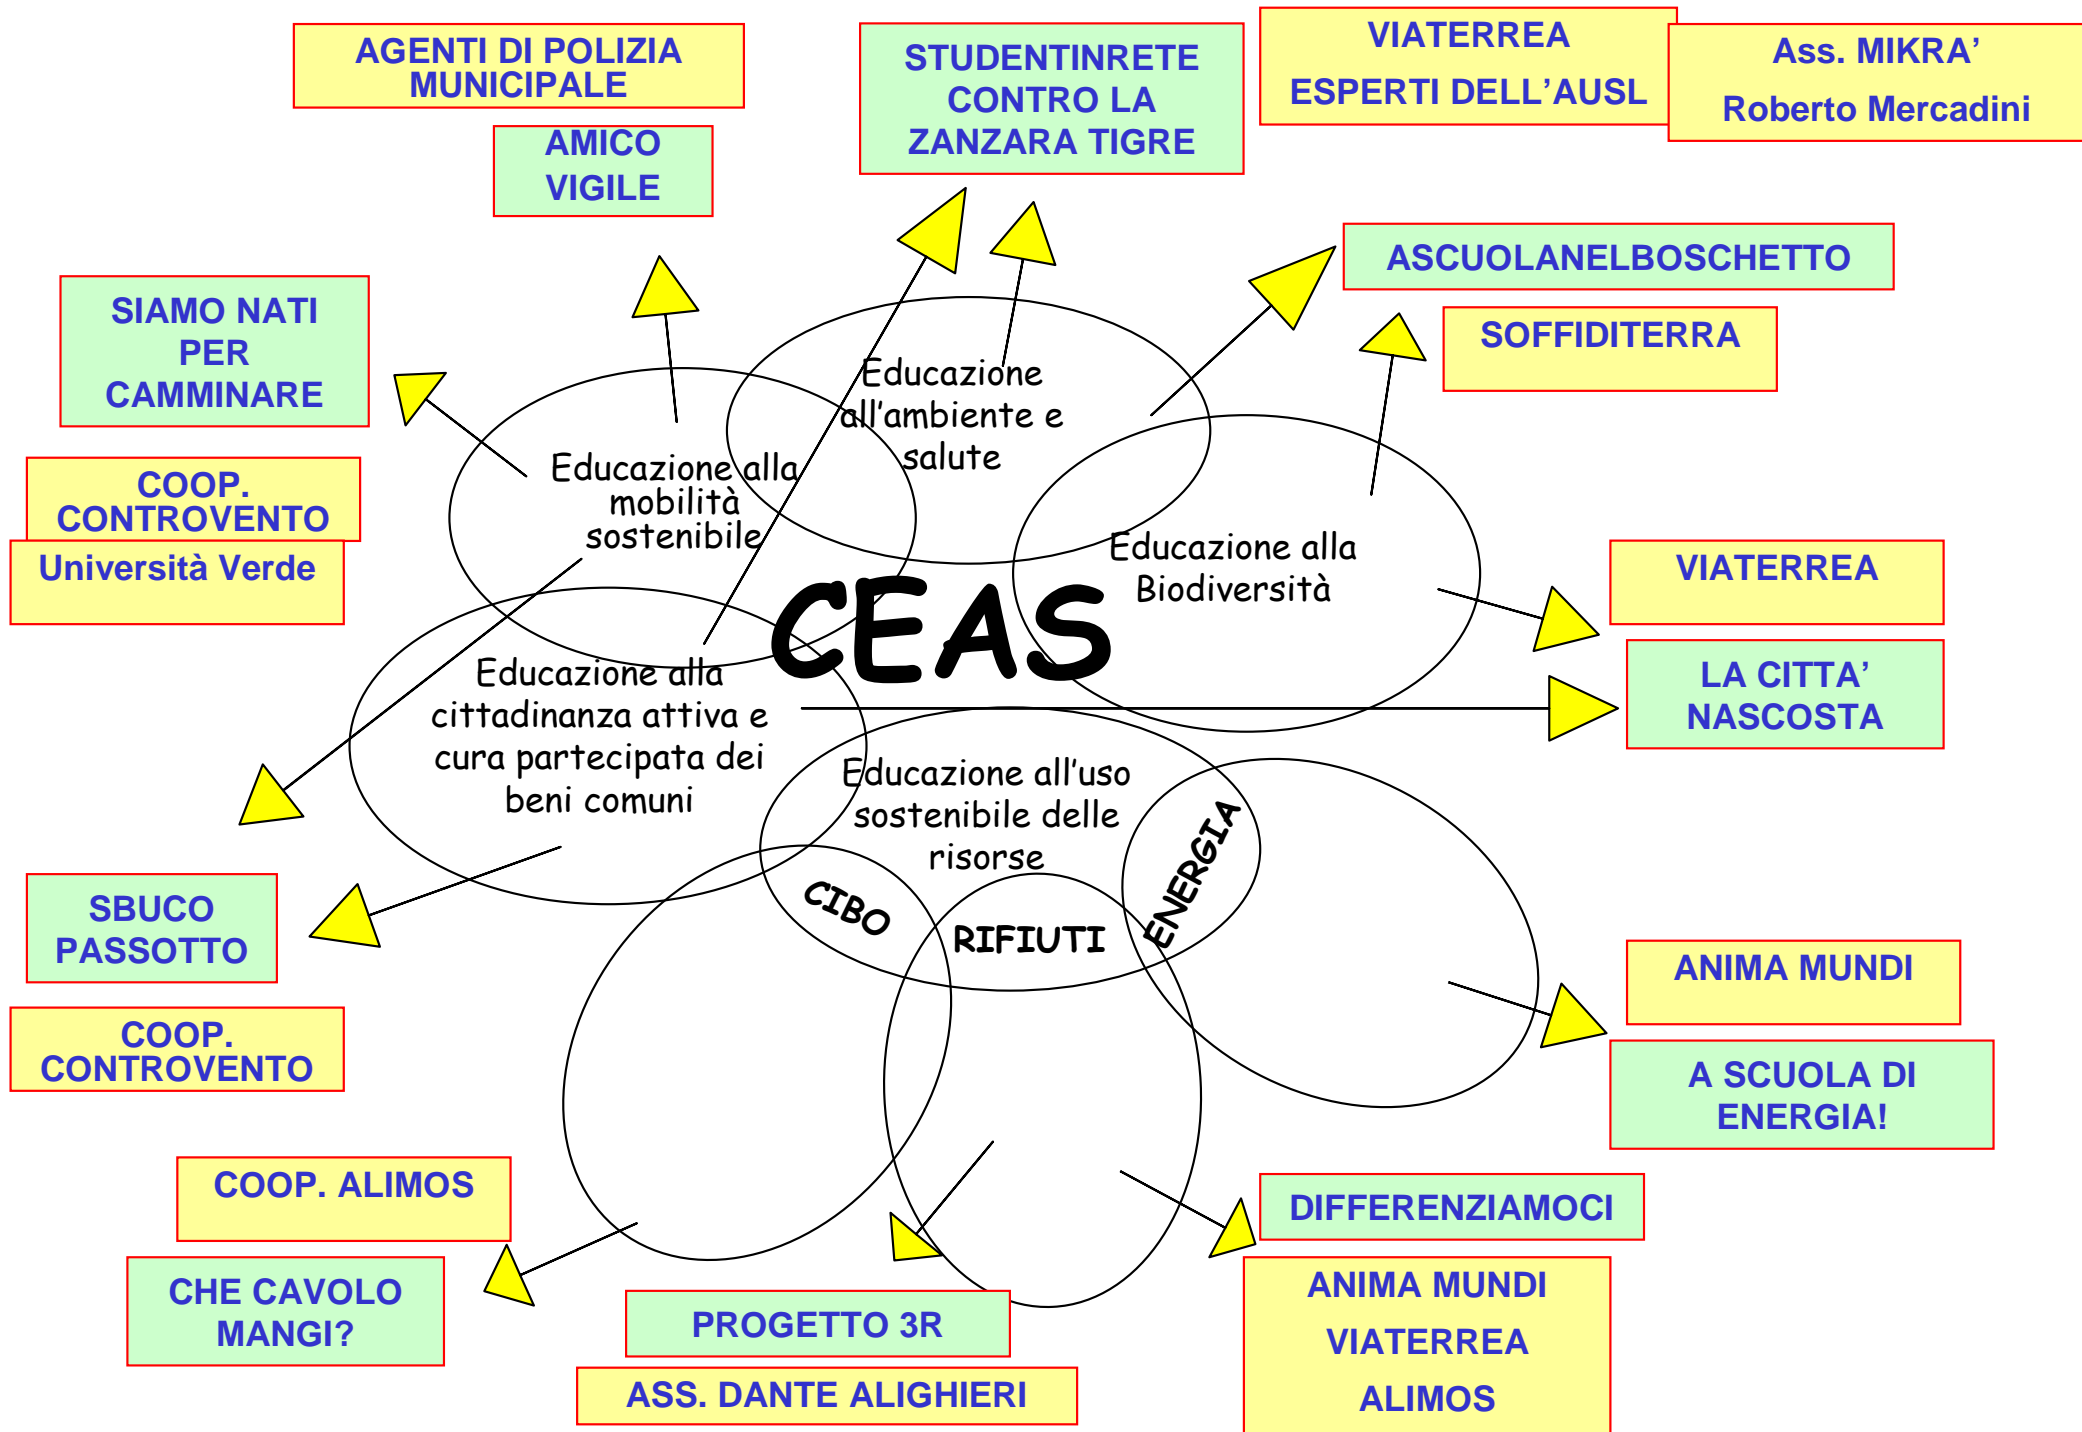 AGENTI DI POLIZIA
MUNICIPALE
AMICO
VIGILE
STUDENTINRETE
CONTRO LA
ZANZARA TIGRE
VIATERREA
ESPERTI DELL’AUSL
Ass. MIKRA’
Roberto Mercadini
ASCUOLANELBOSCHETTO
SOFFIDITERRA
SIAMO NATI
PER
CAMMINARE
COOP.
CONTROVENTO
Università Verde
Educazione
all’ambiente e
salute
Educazione alla
mobilità
sostenibile
Educazione alla
Biodiversità
VIATERREA
CEAS
LA CITTA’
NASCOSTA
Educazione alla
cittadinanza attiva e
cura partecipata dei
beni comuni
Educazione all’uso
sostenibile delle
risorse
CIBO
RIFIUTI
ENERGIA
SBUCO
PASSOTTO
COOP.
CONTROVENTO
ANIMA MUNDI
A SCUOLA DI
ENERGIA!
COOP. ALIMOS
CHE CAVOLO
MANGI?
PROGETTO 3R
ASS. DANTE ALIGHIERI
DIFFERENZIAMOCI
ANIMA MUNDI
VIATERREA
ALIMOS